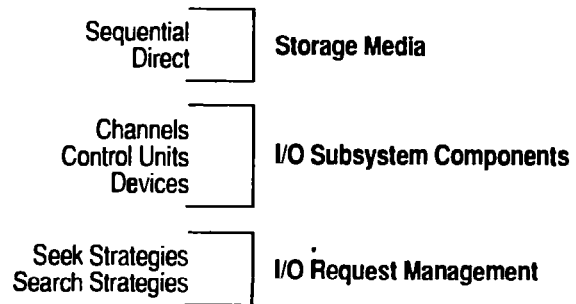 Sequential
Direct
Storage Media
Channels
Control Units
Devices
I/O Subsystem Components
Seek Strategies
Search Strategies
I/O Request Management